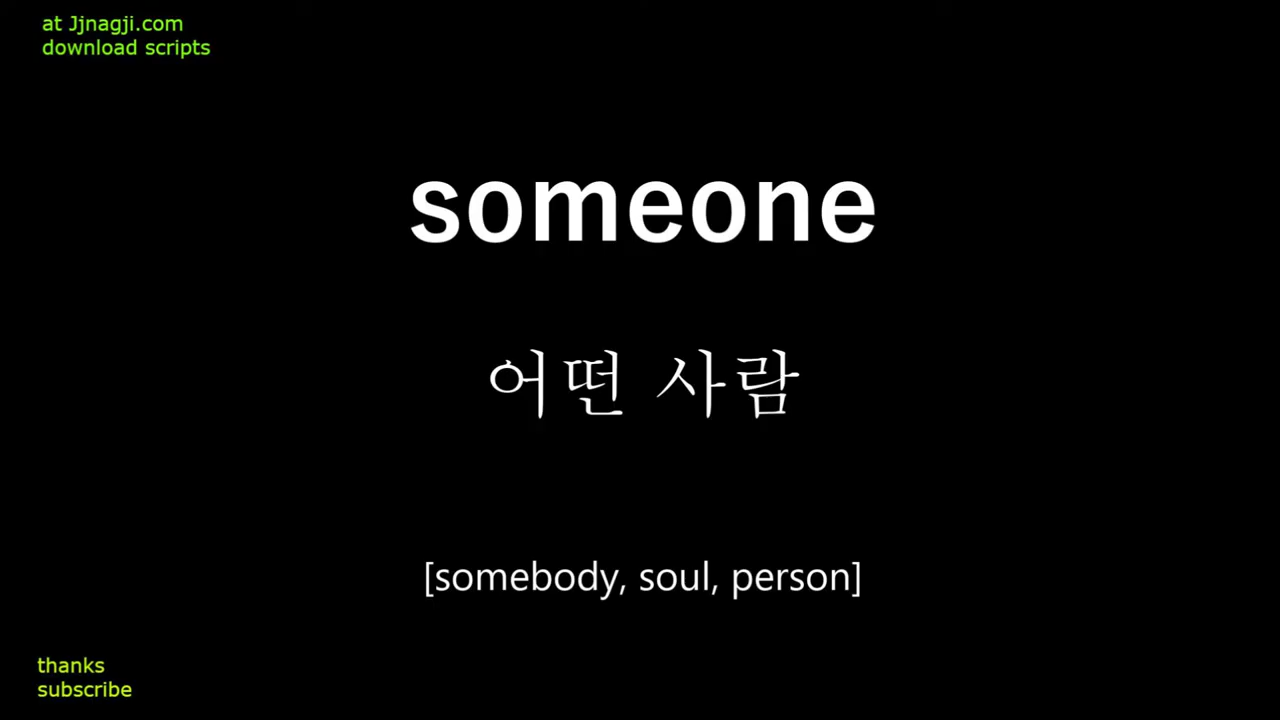 at Jjnagji.com
download scripts
someone
어떤 사람
[somebody, soul, person]
thanks
subscribe